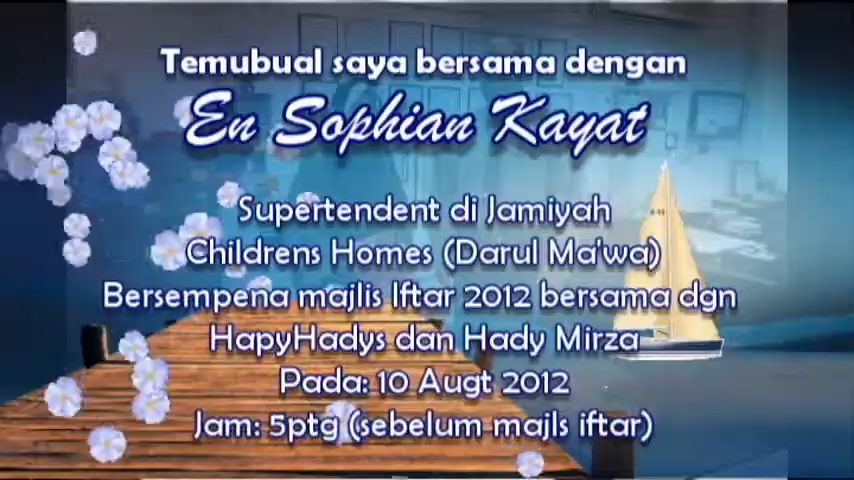 Temubual saya bersama dengan
En Sophian Kayat
Supertendent di Jamiyah
Childrens Homes (Darul Ma'wa)
Bersempena majlis Iftar 2012 bersama dgn
HapyHadys dan Hady Mirza
Pada: 10 Augt 2012
Jam: 5ptg (sebelum majls iftar)